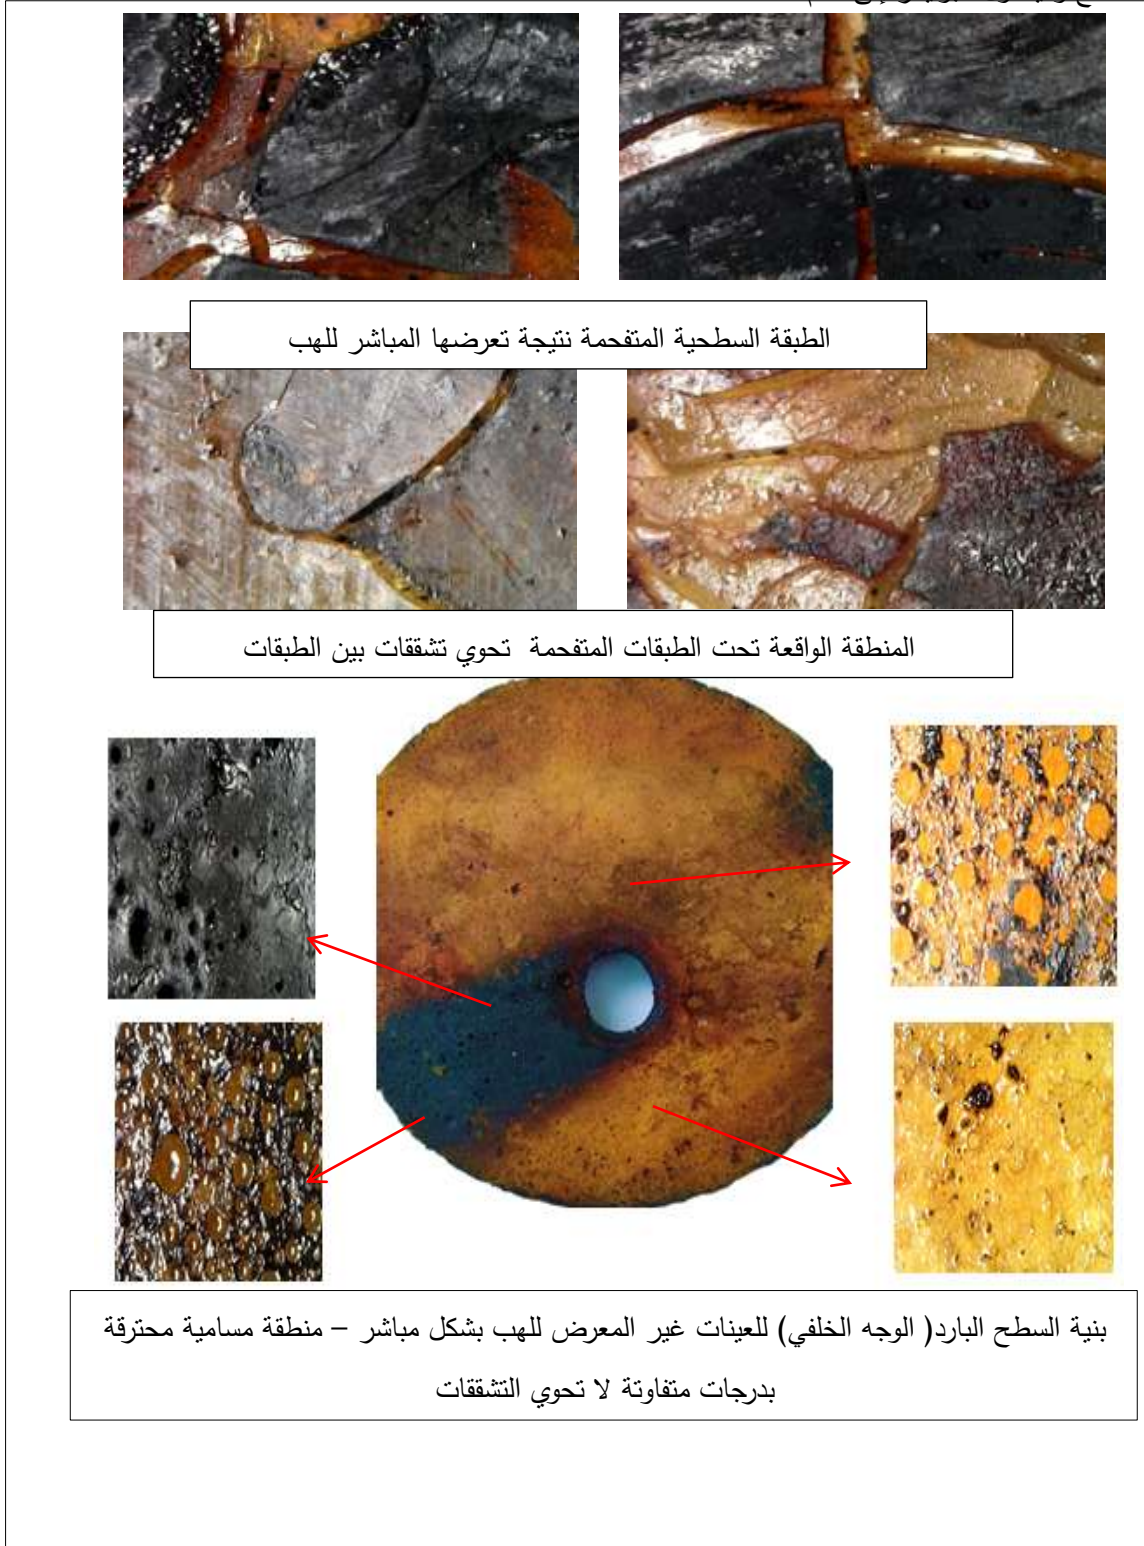 الطبقة السطحية المتفحمة نتيجة تعرضها المباشر للهب
المنطقة الواقعة تحت الطبقات المتفحمة تحوي تشققات بين الطبقات
بنية السطح البارد( الوجه الخلفي) للعينات غير المعرض للهب بشكل مباشر – منطقة مسامية محترقة
بدرجات متفاوتة لا تحوي التشققات